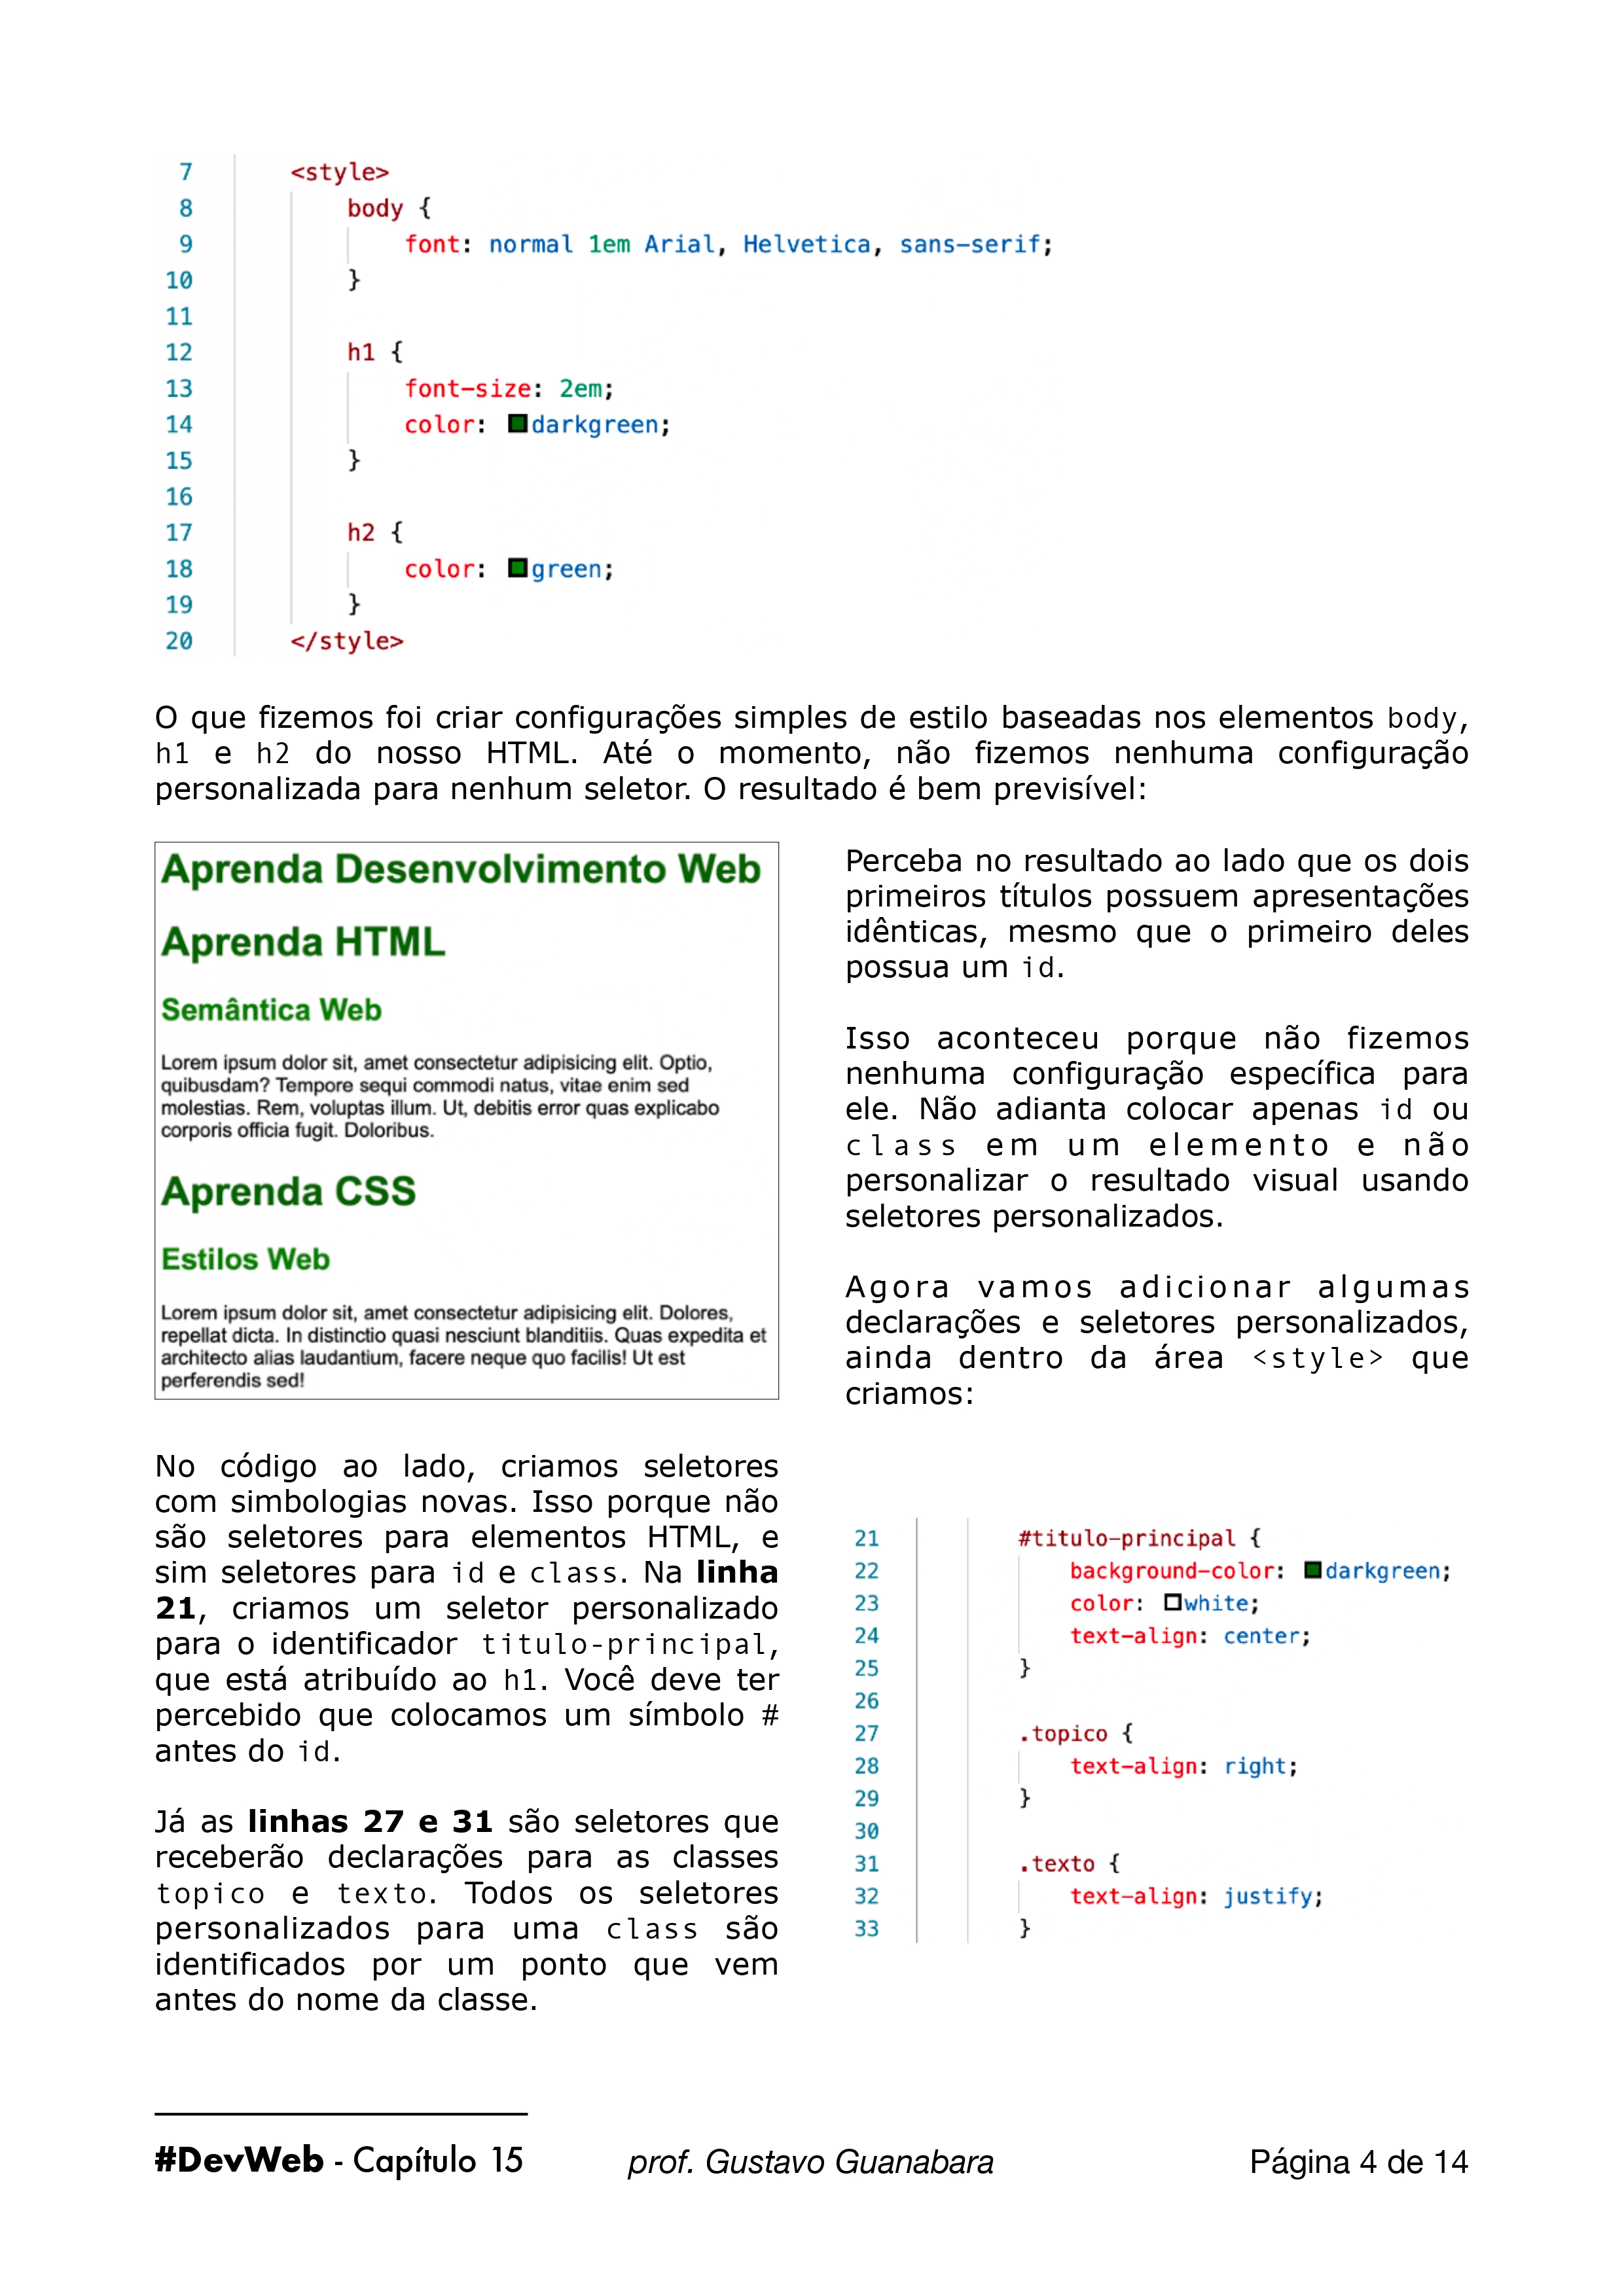 7 <style>
8 body {
9 font: normal 1em Arial, Helvetica, sans-serif;
10 }
11
12 h1 {
13 font-size: 2em;
14 color: darkgreen;
15 }
16
17 h2 {
18 color: green;
19 }
20 </style>
O que fizemos foi criar configurações simples de estilo baseadas nos elementos body,
h1 e h2 do nosso HTML. Até o momento, não fizemos nenhuma configuração
personalizada para nenhum seletor. O resultado é bem previsível:
Aprenda Desenvolvimento Web
Aprenda HTML
Semântica Web
Lorem ipsum dolor sit, amet consectetur adipisicing elit. Optio,
quibusdam? Tempore sequi commodi natus, vitae enim sed
molestias. Rem, voluptas illum. Ut, debitis error quas explicabo
corporis officia fugit. Doloribus.
Aprenda CSS
Estilos Web
Lorem ipsum dolor sit, amet consectetur adipisicing elit. Dolores,
repellat dicta. In distinctio quasi nesciunt blanditiis. Quas expedita et
architecto alias laudantium, facere neque quo facilis! Ut est
perferendis sed!
Perceba no resultado ao lado que os dois
primeiros títulos possuem apresentações
idênticas, mesmo que o primeiro deles
possua um id.
Isso aconteceu porque não fizemos
nenhuma configuração específica para
ele. Não adianta colocar apenas id ou
class em um elemento e não
personalizar o resultado visual usando
seletores personalizados.
Agora vamos adicionar algumas
declarações e seletores personalizados,
ainda dentro da área <style> que
criamos:
No código ao lado, criamos seletores
com simbologias novas. Isso porque não
são seletores para elementos HTML, e
sim seletores para id e class. Na linha
21, criamos um seletor personalizado
para o identificador titulo-principal,
que está atribuído ao h1. Você deve ter
percebido que colocamos um símbolo #
antes do id.
Já as linhas 27 e 31 são seletores que
receberão declarações para as classes
topico e texto. Todos os seletores
personalizados para uma class são
identificados por um ponto que vem
antes do nome da classe.
21 #titulo-principal {
22 background-color: darkgreen;
23 color: white;
24 text-align: center;
25 }
26
27 .topico {
28 text-align: right;
29 }
30
31 .texto {
32 text-align: justify;
33 }
#DevWeb - Capítulo 15 prof. Gustavo Guanabara Página 4 de 14